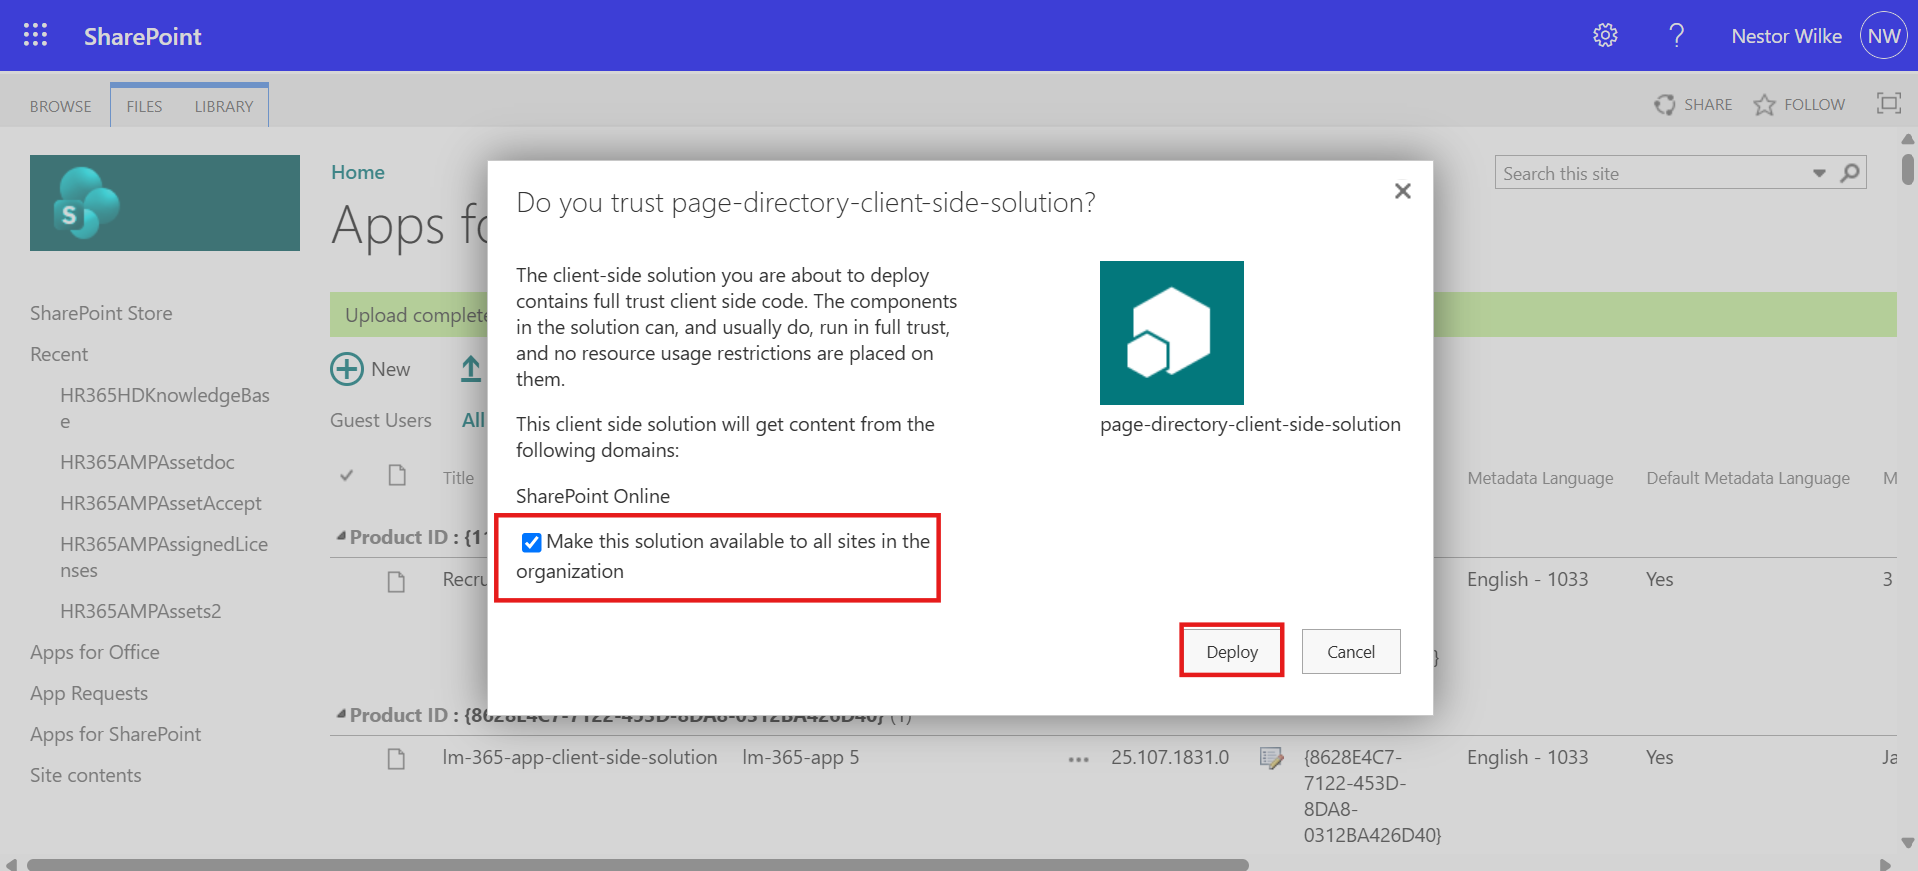 SharePoint
Nestor Wilke
NW
BROWSE
FILES
LIBRARY
SHARE
FOLLOW
Home
Search this site
Apps
Do you trust page-directory-client-side-solution?
The client-side solution you are about to deploy
contains full trust client side code. The components
in the solution can, and usually do, run in full trust,
and no resource usage restrictions are placed on
them.
This client side solution will get content from the
following domains:
SharePoint Online
Make this solution available to all sites in the
organization
page-directory-client-side-solution
Deploy
Cancel
SharePoint Store
Recent
HR365HDKnowledgeBas
e
HR365AMPAssetdoc
HR365AMPAssetAccept
HR365AMPAssignedLice
nses
HR365AMPAssets2
Apps for Office
App Requests
Apps for SharePoint
Site contents
Upload complete
New
Guest Users
All
Title
Metadata Language
Default Metadata Language
M
Product ID : {11
Recru
English - 1033
Yes
3
}
Product ID : {8628E4C7-7122-453D-8DA8-0312BA426D40} (1)
lm-365-app-client-side-solution
lm-365-app 5
25.107.1831.0
{8628E4C7-
7122-453D-
8DA8-
0312BA426D40}
English - 1033
Yes
Ja